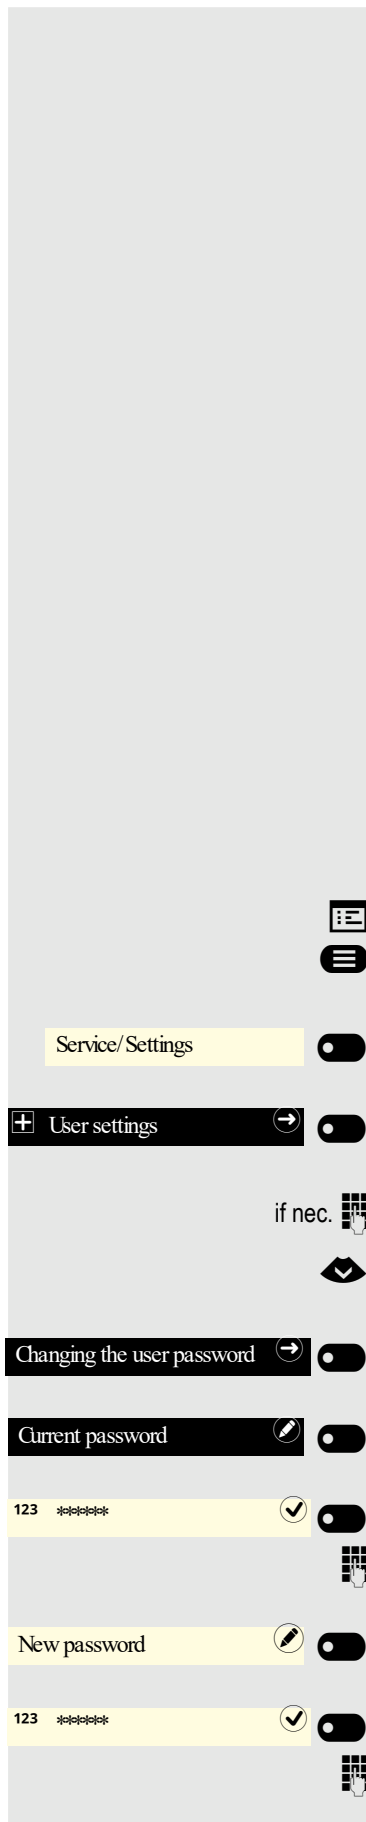 Service/Settings
User settings
if nec.
Changing the user password
Current password
123 ******
New password
123 ******